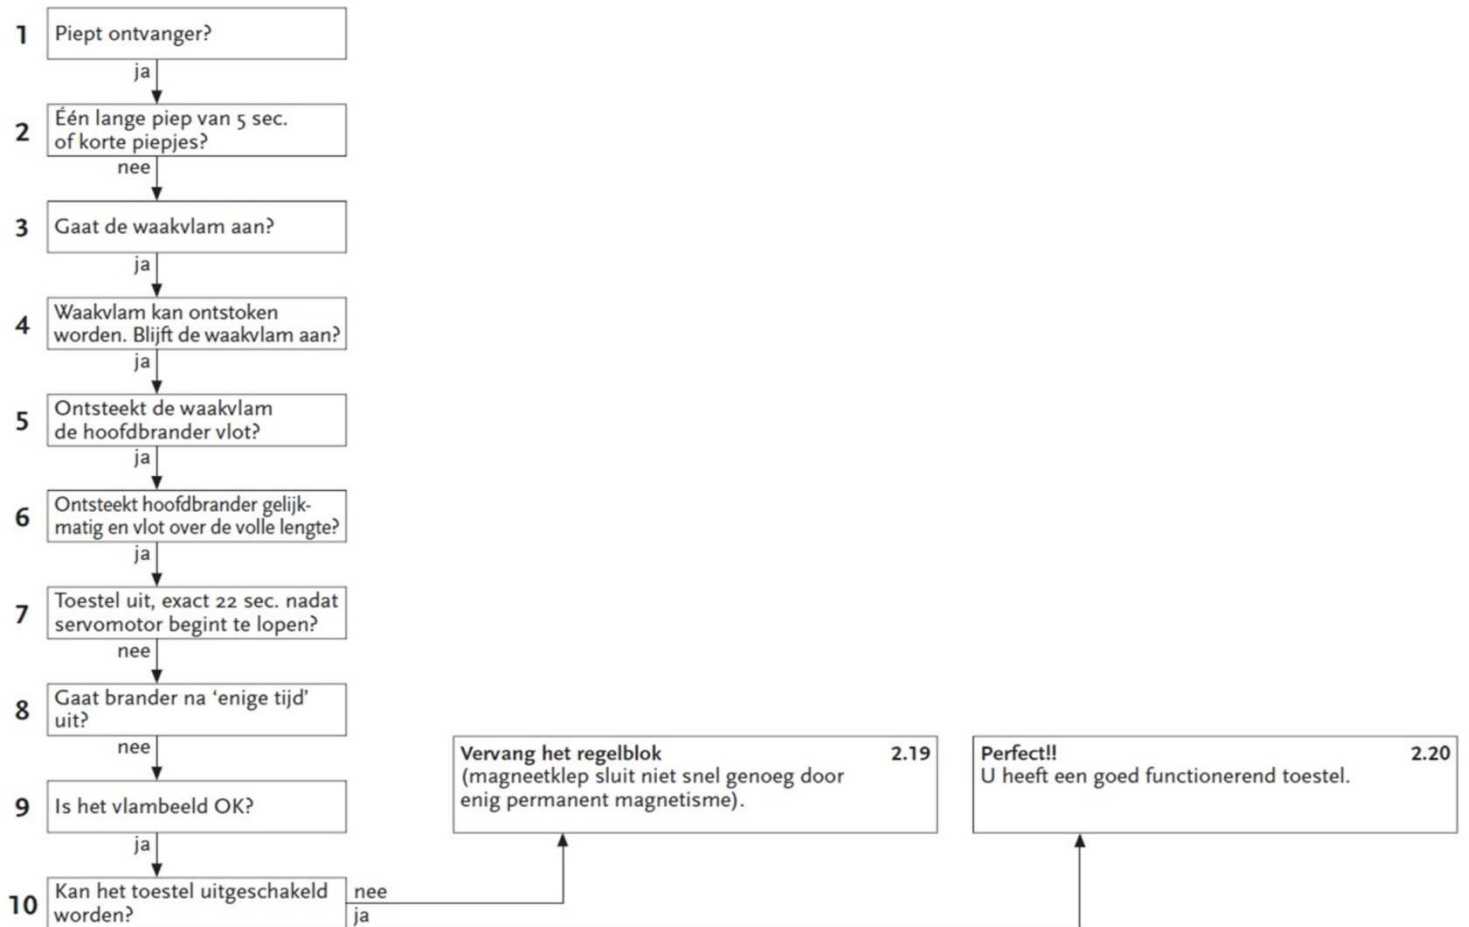 1
Piept ontvanger?
ja
2
Één lange piep van 5 sec.
of korte piepjes?
nee
3
Gaat de waakvlam aan?
ja
4
Waakvlam kan ontstoken
worden. Blijft de waakvlam aan?
ja
5
Ontsteekt de waakvlam
de hoofdbrander vlot?
ja
6
Ontsteekt hoofdbrander gelijk-
matig en vlot over de volle lengte?
ja
7
Toestel uit, exact 22 sec. nadat
servomotor begint te lopen?
nee
8
Gaat brander na ‘enige tijd’
uit?
nee
9
Is het vlambeeld OK?
ja
10
Kan het toestel uitgeschakeld
worden?
nee
ja
Vervang het regelblok 2.19
(magneetklep sluit niet snel genoeg door
enig permanent magnetisme).
Perfect!! 2.20
U heeft een goed functionerend toestel.